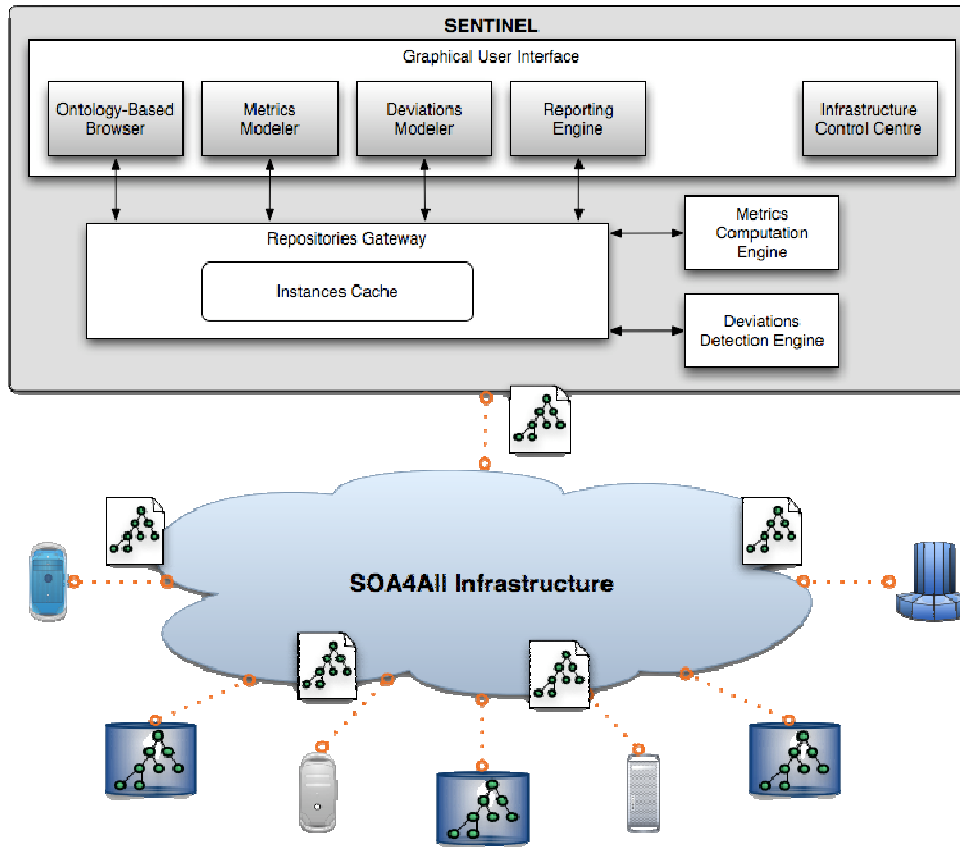 SENTINEL
Graphical User Interface
Ontology-Based
Browser
Metrics
Modeler
Deviations
Modeler
Reporting
Engine
Infrastructure
Control Centre
Repositories Gateway
Instances Cache
Metrics
Computation
Engine
Deviations
Detection Engine
SOA4All Infrastructure